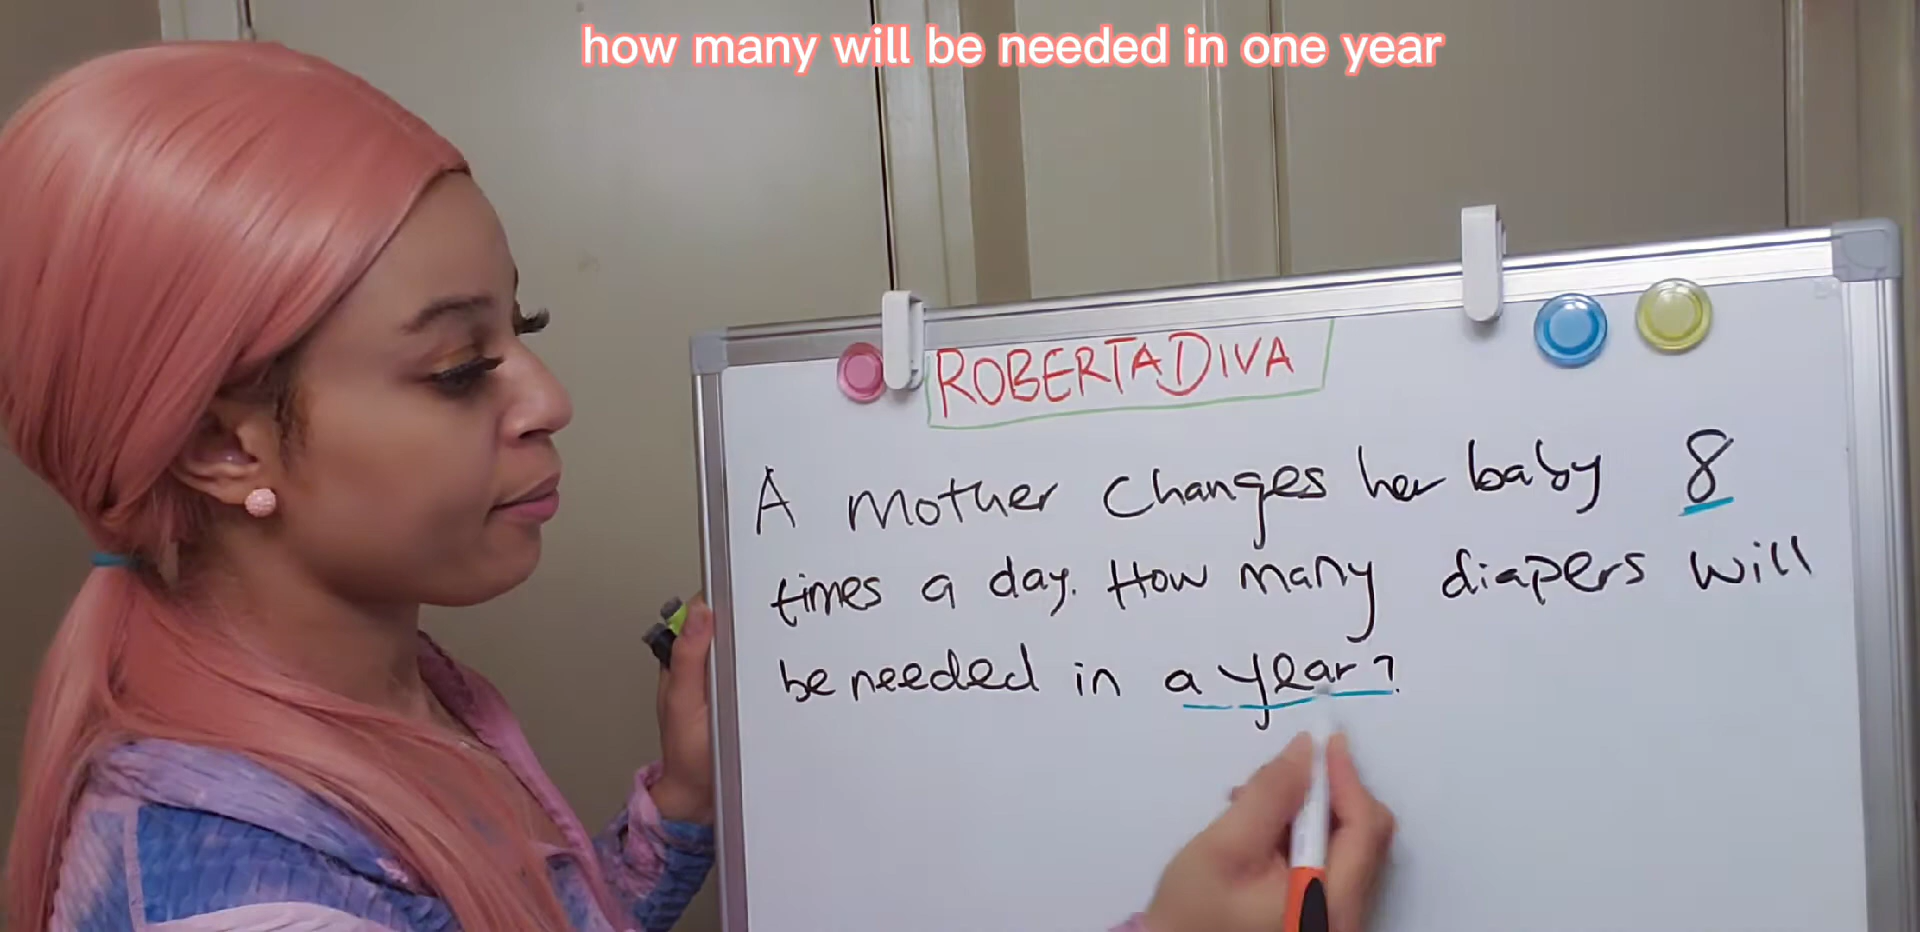 how many will be needed in one year
ROBERTADIVA
A Mother changes her baby 8
times a day. How many diapers will
be needed in a year?